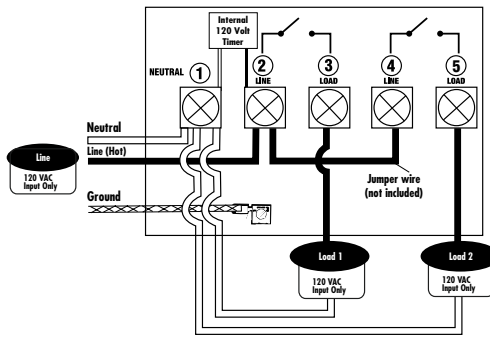 Internal
120 Volt
Timer
NEUTRAL
1
2
LINE
3
LOAD
4
LINE
5
LOAD
Neutral
Line (Hot)
Line
120 VAC
Input Only
Jumper wire
(not included)
Ground
Load 1
120 VAC
Input Only
Load 2
120 VAC
Input Only